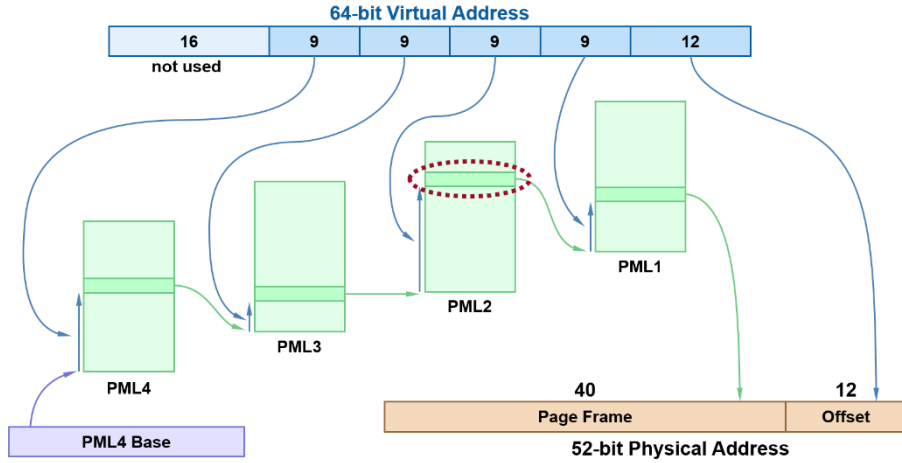 64-bit Virtual Address
16 9 9 9 9 12
not used
PML1
PML2
PML3
PML4
40 12
PML4 Base
Page Frame Offset
52-bit Physical Address